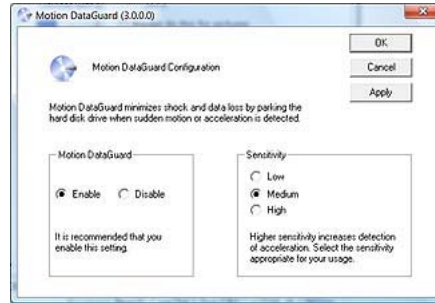 Motion DataGuard (3.0.0.0)
OK
Motion DataGuard Configuration
Cancel
Apply
Motion DataGuard minimizes shock and data loss by parking the
hard disk drive when sudden motion or acceleration is detected.
Motion DataGuard
Enable
Disable
It is recommended that you
enable this setting.
Sensitivity
Low
Medium
High
Higher sensitivity increases detection
of acceleration. Select the sensitivity
appropriate for your usage.